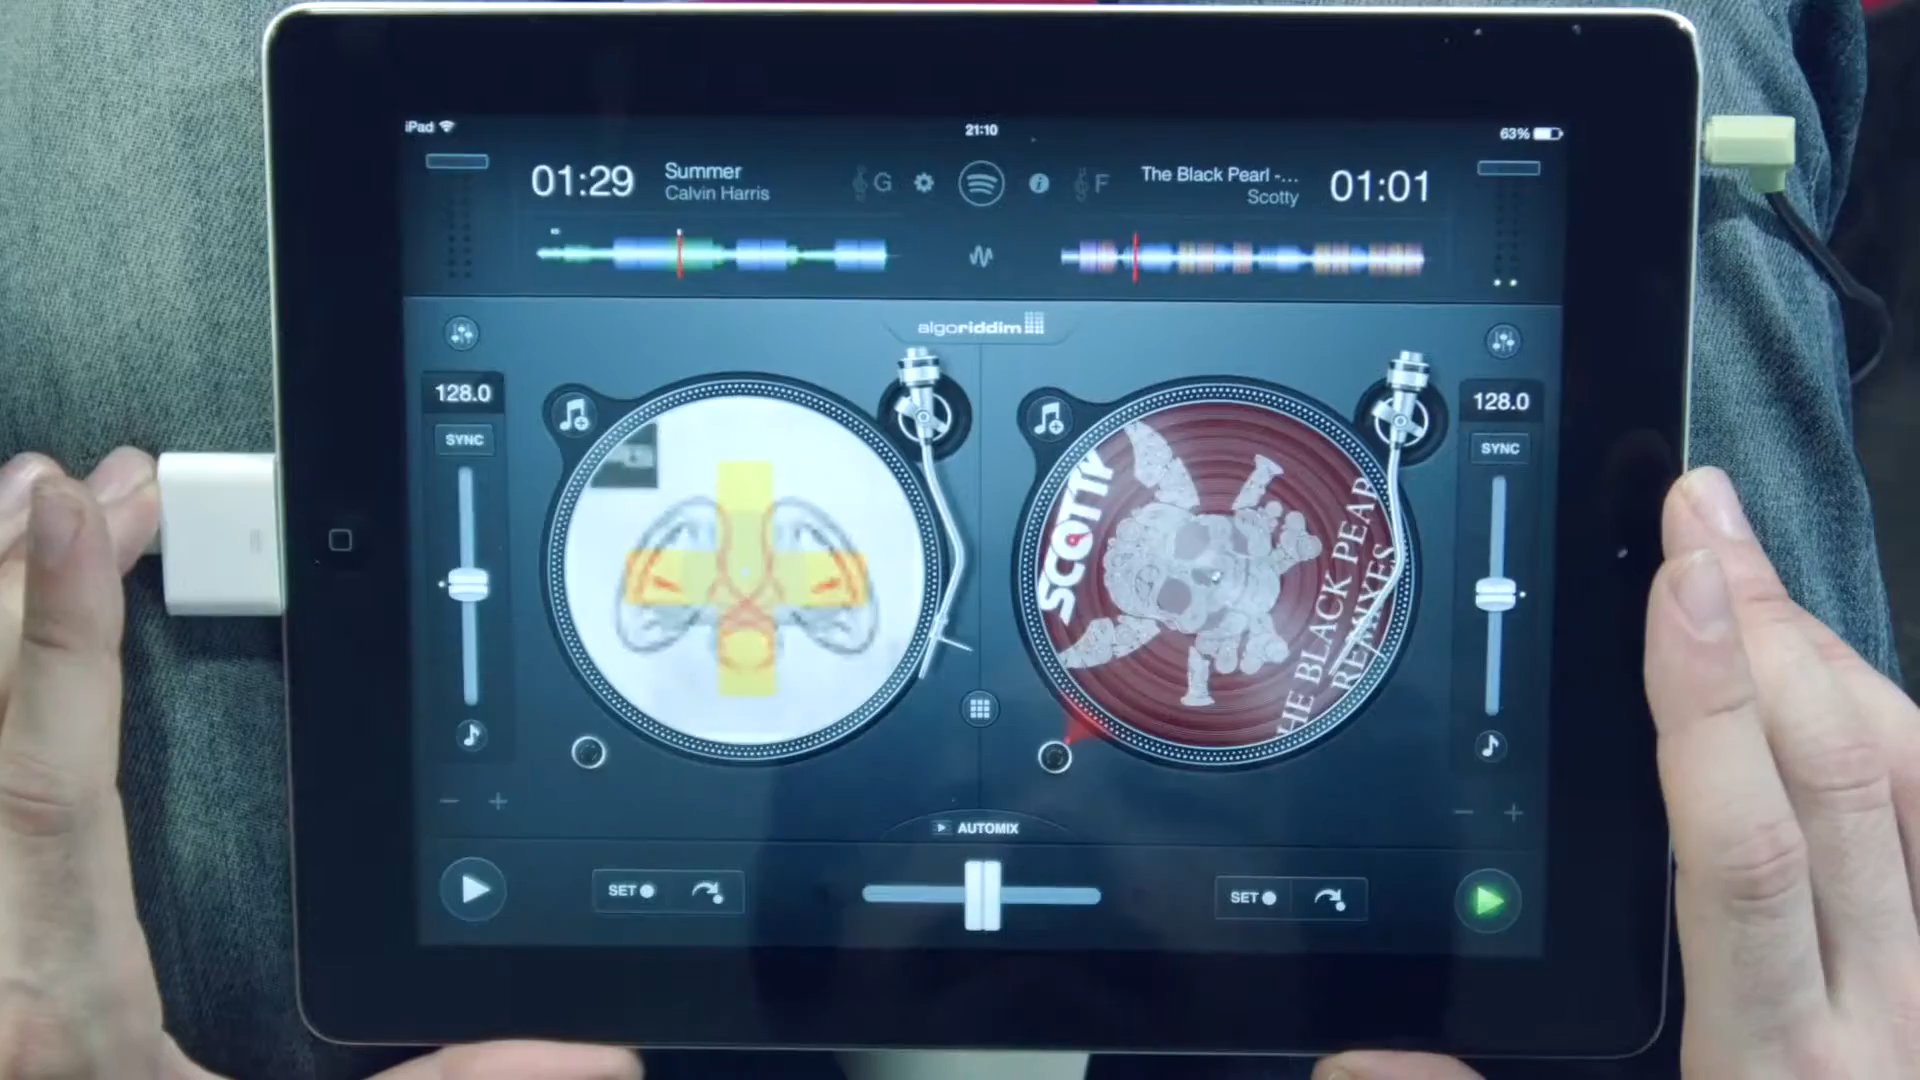 iPad
21:10
63%
01:29
Summer
Calvin Harris
G
F
The Black Pearl -...
Scotty
01:01
algoriddim
128.0
SYNC
128.0
SYNC
SCOTTY
THE BLACK PEARL
REMIXES
AUTOMIX
SET
SET